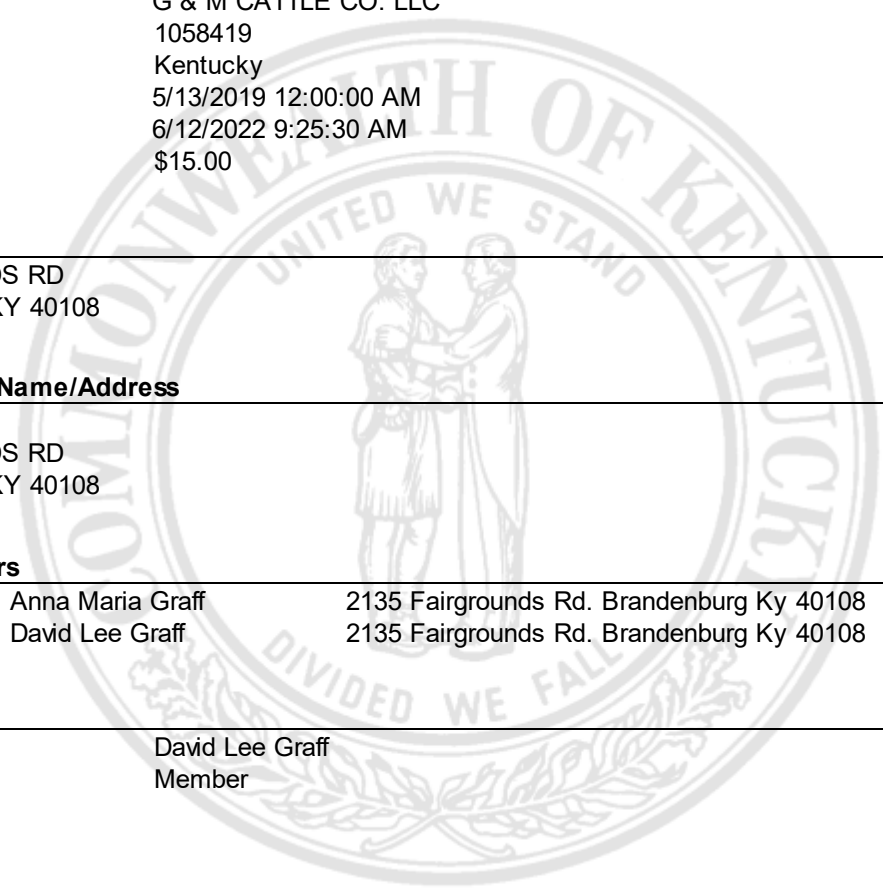 G & M CATTLE CO. LLC
1058419
Kentucky
5/13/2019 12:00:00 AM
6/12/2022 9:25:30 AM
$15.00
COMMONWEALTH OF KENTUCKY
UNITED WE STAND
RD
KY 40108
Name/Address
RD
KY 40108
Anna Maria Graff 2135 Fairgrounds Rd. Brandenburg Ky 40108
David Lee Graff 2135 Fairgrounds Rd. Brandenburg Ky 40108
DIVIDED WE FALL
David Lee Graff
Member